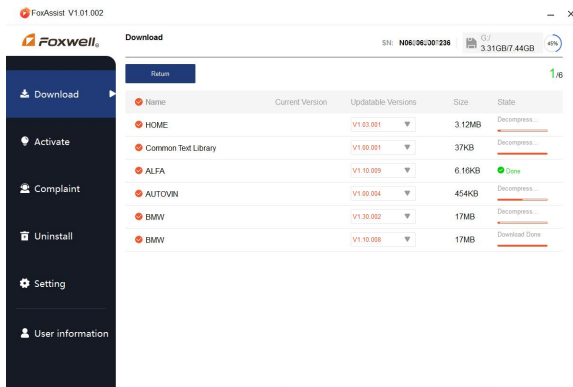 FoxAssist V1.01.002
FOXWELL®
Download
G:/
3.31GB/7.44GB
45%
SN:
Return
1/6
Download
Activate
Complaint
Uninstall
Setting
User information
Name Current Version Updatable Versions Size State
HOME V1.03.001 3.12MB Decompress...
Common Text Library V1.00.001 37KB Decompress...
ALFA V1.10.009 6.16KB Done
AUTOVIN V1.00.004 454KB Decompress...
BMW V1.30.002 17MB Decompress...
BMW V1.10.008 17MB Download Done